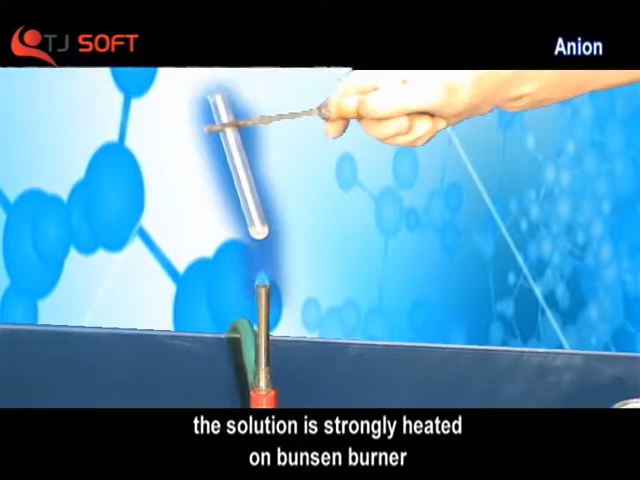 TJ SOFT
Anion
the solution is strongly heated
on bunsen burner